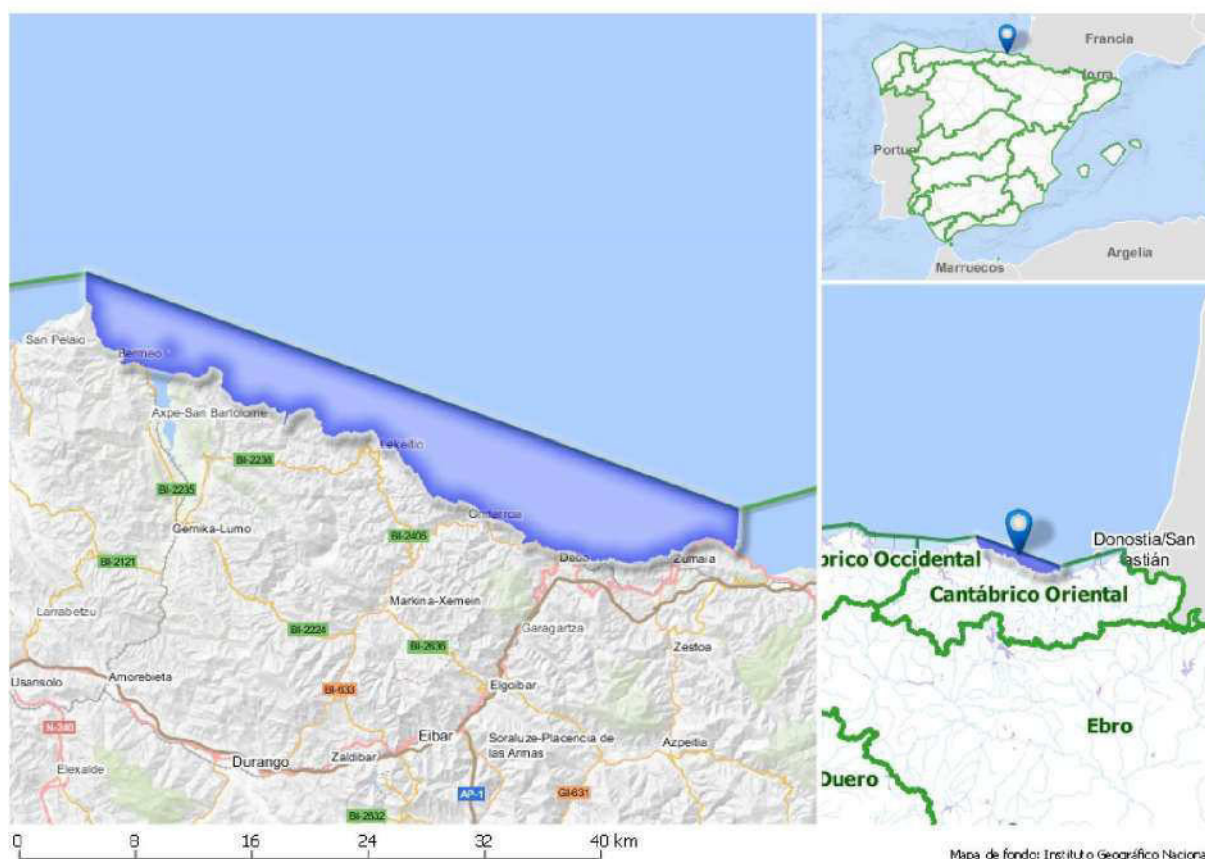 San Pelaio
Bermeo
Axpe-San Bartolome
Lekeitio
BI-2238
BI-2235
Gernika-Lumo
Ondarroa
BI-2405
Deba
Zumaia
BI-2121
Markina-Xemein
Larrabetzu
BI-2224
Garagartza
BI-2636
Zestoa
Usansolo
Amorebieta
BI-633
Elgoibar
Eibar
Soraluze-Placencia de
las Armas
Azpeitia
Durango
Zaldibar
Elexalde
AP-1
GI-631
BI-2632
0 8 16 24 32 40 km
Francia
lorra
Portu
Marruecos
Argelia
Donostia/San
astián
brico Occidental
Cantábrico Oriental
Ebro
Duero
Mapa de fondo: Instituto Geográfico Naciona